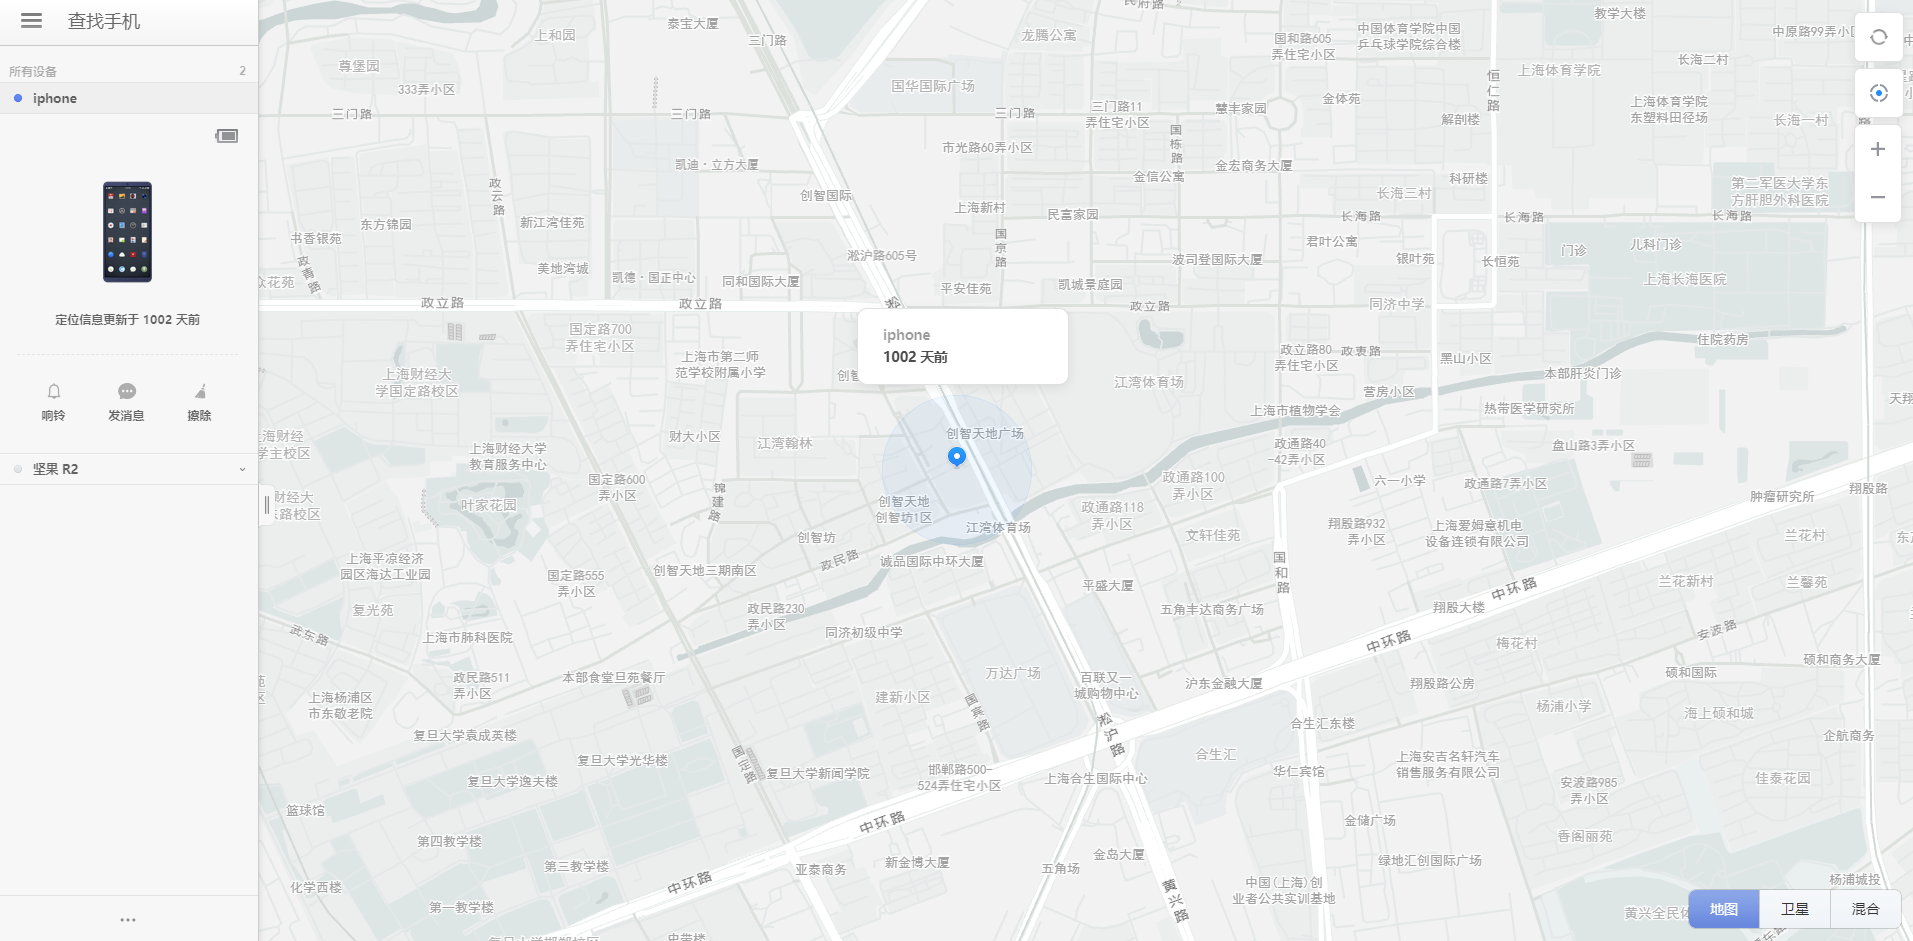 查找手机
所有设备
2
iphone
定位信息更新于 1002 天前
响铃
发消息
擦除
坚果 R2
iphone
1002 天前
泰宝大厦
三门路
上和园
尊堡园
333弄小区
三门路
三门路
龙腾公寓
国华国际广场
三门路
三门路11
弄住宅小区
国和路605
弄住宅小区
中国体育学院中国
乒乓球学院综合楼
教学大楼
中原路99弄小区
长海二村
上海体育学院
恒仁路
慧丰家园
金体苑
解剖楼
上海体育学院
东塑料田径场
长海一村
市光路60弄小区
国栋路
金信公寓
金宏商务大厦
科研楼
长海三村
第二军医大学东
方肝胆外科医院
长海路
长海路
长海路
凯迪·立方大厦
政云路
创智国际
上海新村
民富家园
国京路
君叶公寓
门诊
儿科门诊
书香银苑
东方锦园
新江湾佳苑
淞沪路605号
波司登国际大厦
银叶苑
长恒苑
上海长海医院
政青路
众花苑
美地湾城
凯德·国正中心
同和国际大厦
平安佳苑
凯城景庭园
同济中学
政立路
政立路
政立路
淞
国定路700
弄住宅小区
上海市第二师
范学校附属小学
江湾体育场
政立路80
弄住宅小区
政衷路
黑山小区
住院药房
上海财经大
学国定路校区
本部肝炎门诊
营房小区
上海市植物学会
热带医学研究所
天翔
上海财经大学
教育服务中心
财大小区
江湾翰林
创智天地广场
政通路40
-42弄小区
盘山路3弄小区
国定路600
弄小区
锦建路
叶家花园
创智天地
创智坊1区
江湾体育场
政通路100
弄小区
政通路118
弄小区
六一小学
政通路7弄小区
肿瘤研究所
翔殷路
翔殷路932
弄小区
上海爱姆意机电
设备连锁有限公司
兰花村
文轩佳苑
创智坊
政民路
诚品国际中环大厦
上海平凉经济
园区海达工业园
国定路555
弄小区
创智天地三期南区
平盛大厦
国和路
中环路
兰花新村
兰馨苑
复光苑
武东路
上海市肺科医院
政民路230
弄小区
同济初级中学
五角丰达商务广场
翔殷大楼
中环路
梅花村
安波路
硕和国际
硕和商务大厦
政民路511
弄小区
本部食堂旦苑餐厅
上海杨浦区
市东敬老院
万达广场
百联又一
城购物中心
沪东金融大厦
翔殷路公房
建新小区
国宾路
杨浦小学
海上硕和城
复旦大学袁成英楼
复旦大学光华楼
国定路
复旦大学新闻学院
淞沪路
合生汇
合生汇东楼
企航商务
复旦大学逸夫楼
邯郸路500-
524弄住宅小区
上海合生国际中心
华仁宾馆
上海安吉名轩汽车
销售服务有限公司
安波路985
弄小区
佳泰花园
篮球馆
中环路
金储广场
香阁丽苑
第四教学楼
第三教学楼
亚泰商务
新金博大厦
五角场
金岛大厦
绿地汇创国际广场
化学西楼
中环路
第一教学楼
黄兴路
中国(上海)创
业者公共实训基地
杨浦城投
黄兴全民体
地图
卫星
混合